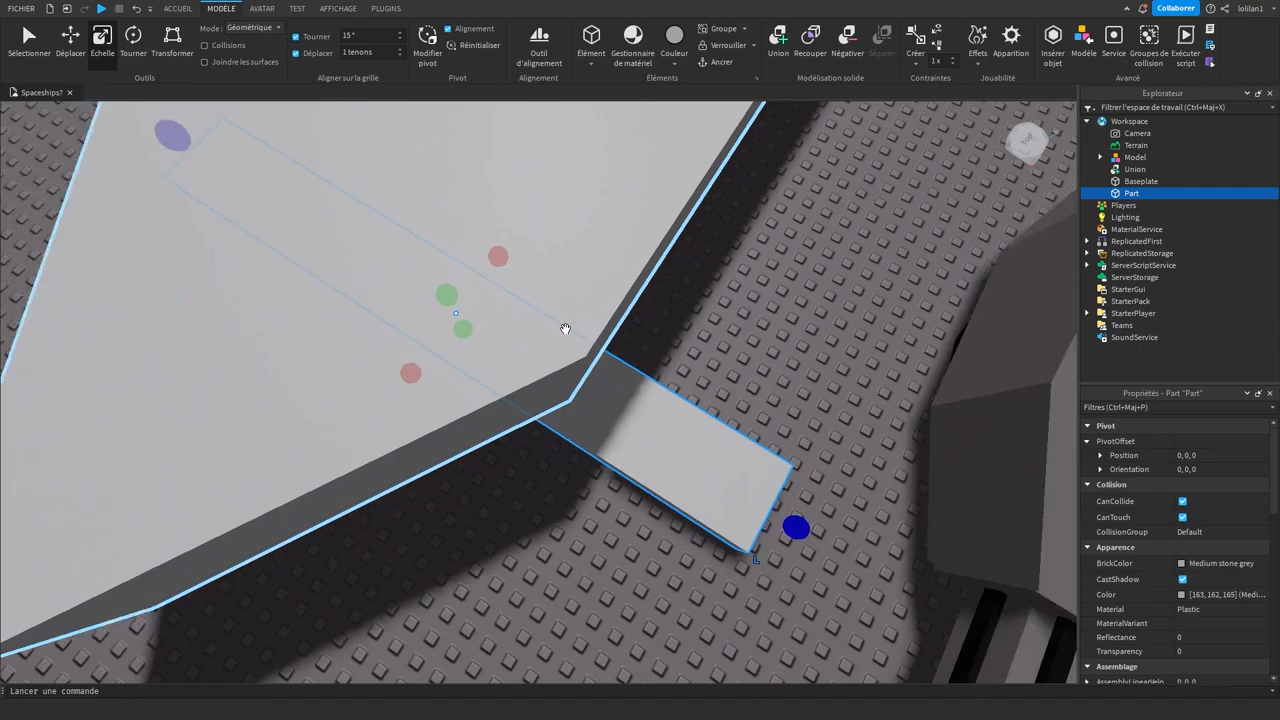 FICHIER ACCUEIL MODÈLE AVATAR TEST AFFICHAGE PLUGINS Collaborer lolilan1
Mode: Géométrique
Collisions
Joindre les surfaces
Sélectionner Déplacer Échelle Tourner Transformer
Outils
Tourner 15°
Déplacer 1 tenons
Aligner sur la grille
Modifier pivot
Alignement
Réinitialiser
Pivot
Outil d'alignement
Alignement
Élément Gestionnaire de matériel Couleur
Groupe
Verrouiller
Ancrer
Éléments
Union Recouper Négativer Séparer
Modélisation solide
Créer 1 x
Contraintes
Effets Apparition
Jouabilité
Insérer objet Modèle Service Groupes de collision Exécuter script
Avancé
Spaceships?
Top
L
Explorateur
Filtrer l'espace de travail (Ctrl+Maj+X)
Workspace
Camera
Terrain
Model
Union
Baseplate
Part
Players
Lighting
MaterialService
ReplicatedFirst
ReplicatedStorage
ServerScriptService
ServerStorage
StarterGui
StarterPack
StarterPlayer
Teams
SoundService
Propriétés - Part "Part"
Filtres (Ctrl+Maj+P)
Pivot
PivotOffset
Position 0, 0, 0
Orientation 0, 0, 0
Collision
CanCollide
CanTouch
CollisionGroup Default
Apparence
BrickColor Medium stone grey
CastShadow
Color [163, 162, 165] (Medi...
Material Plastic
MaterialVariant
Reflectance 0
Transparency 0
Assemblage
AssemblyLinearVelo 0, 0, 0
Lancer une commande